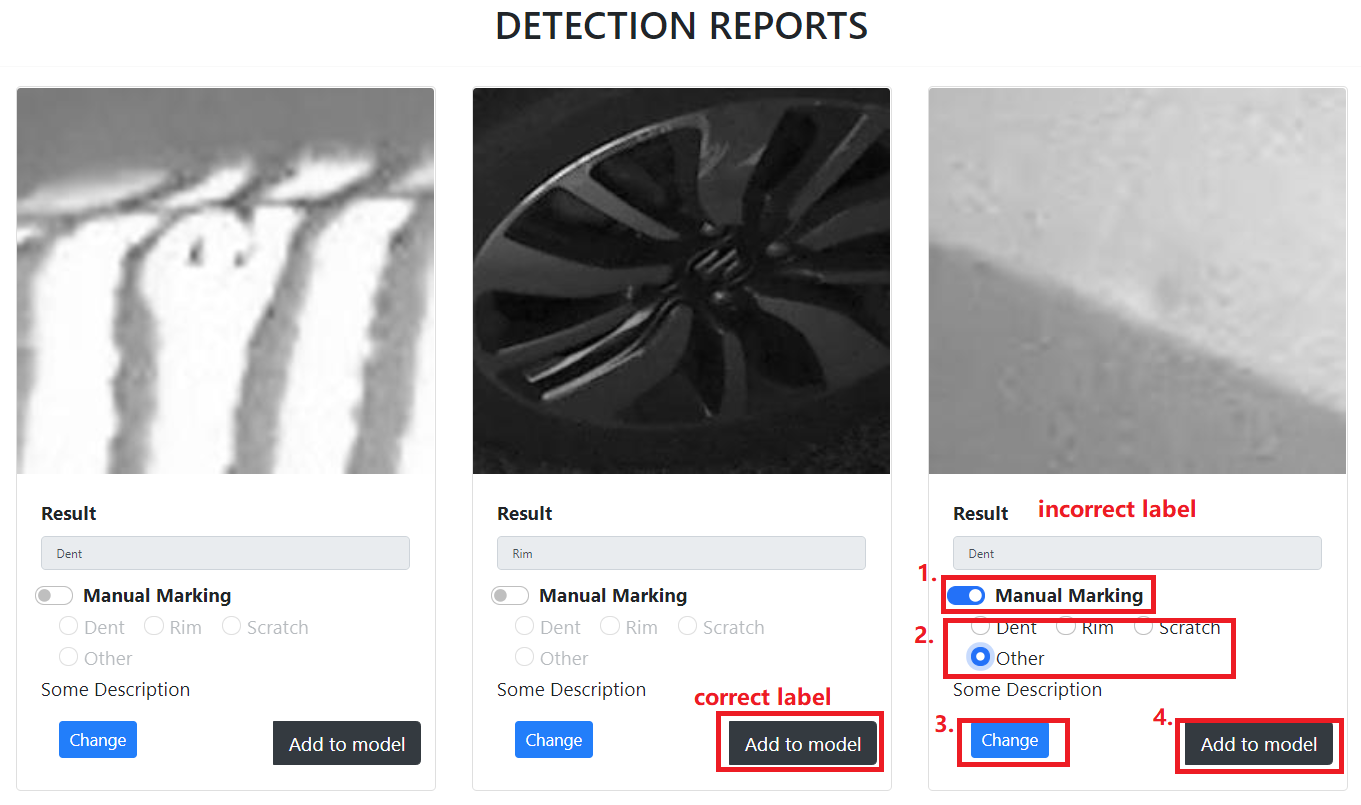 DETECTION REPORTS
Result
Dent
Manual Marking
Dent Rim Scratch
Other
Some Description
Change Add to model
Result
Rim
Manual Marking
Dent Rim Scratch
Other
Some Description
correct label
Change Add to model
Result incorrect label
Dent
1. Manual Marking
2. Dent Rim Scratch
Other
Some Description
3. Change 4. Add to model